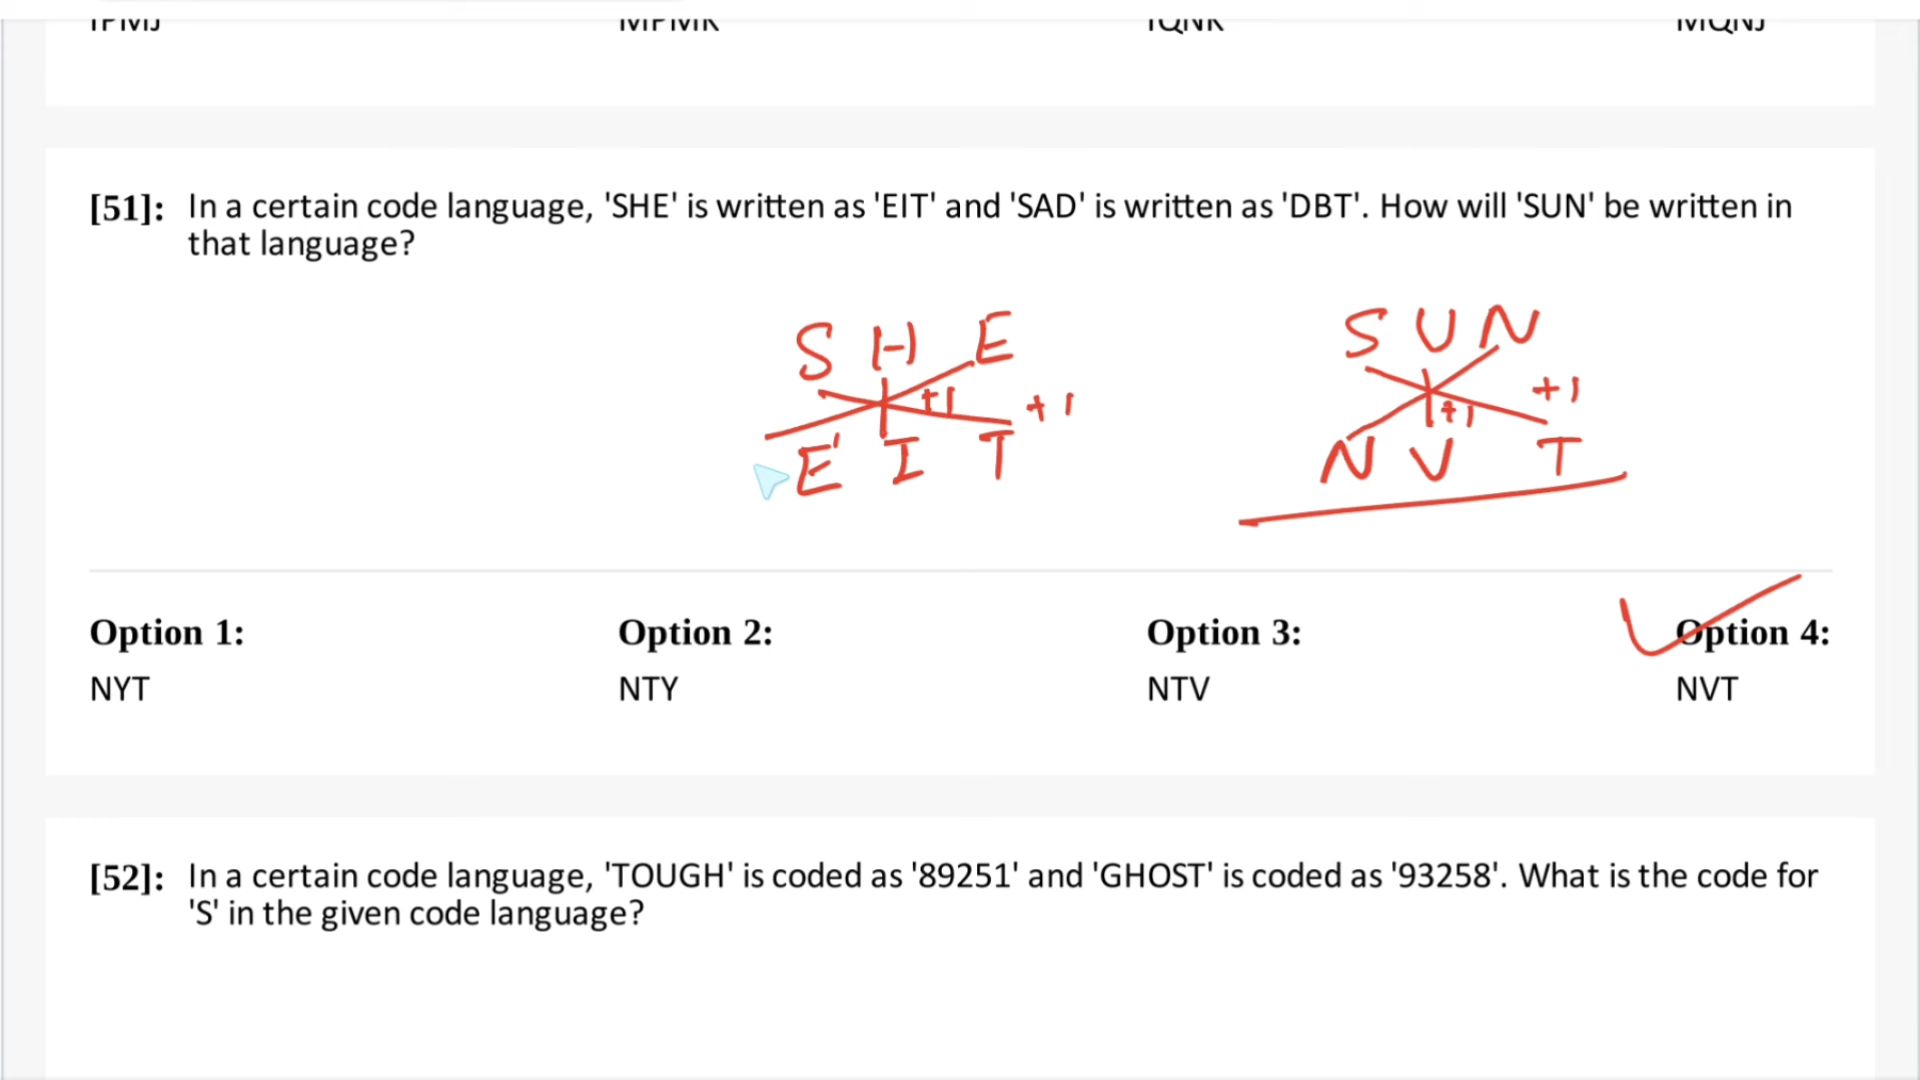 [51]: In a certain code language, 'SHE' is written as 'EIT' and 'SAD' is written as 'DBT'. How will 'SUN' be written in
that language?
S H E
+1 +1
E I T
S U N
+1 +1
N V T
Option 1: Option 2: Option 3: Option 4:
NYT NTY NTV NVT
[52]: In a certain code language, 'TOUGH' is coded as '89251' and 'GHOST' is coded as '93258'. What is the code for
'S' in the given code language?